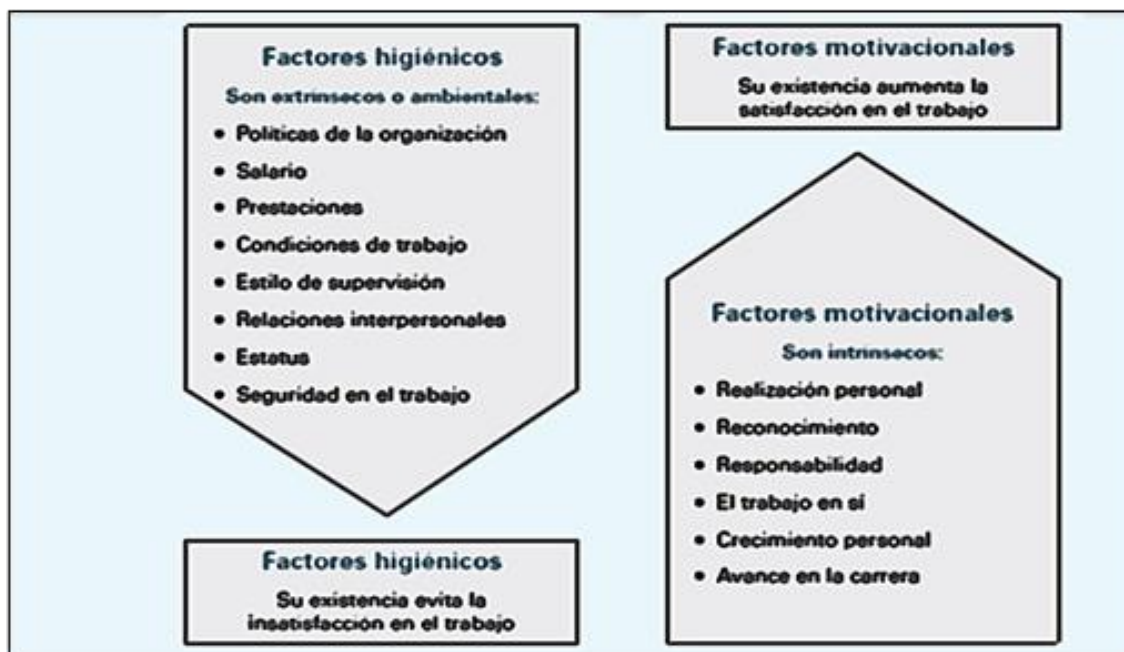 Factores higiénicos
Son extrínsecos o ambientales:
• Políticas de la organización
• Salario
• Prestaciones
• Condiciones de trabajo
• Estilo de supervisión
• Relaciones interpersonales
• Estatus
• Seguridad en el trabajo
Factores higiénicos
Su existencia evita la
insatisfacción en el trabajo
Factores motivacionales
Su existencia aumenta la
satisfacción en el trabajo
Factores motivacionales
Son intrínsecos:
• Realización personal
• Reconocimiento
• Responsabilidad
• El trabajo en sí
• Crecimiento personal
• Avance en la carrera